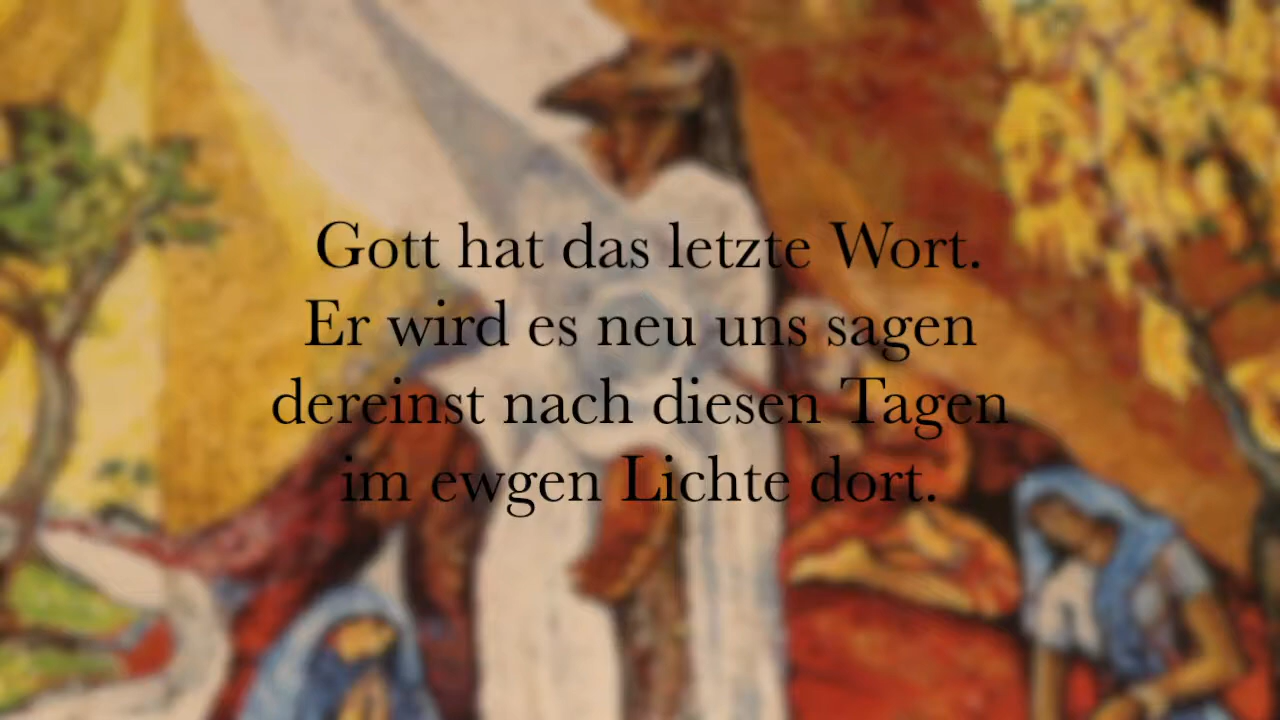 Gott hat das letzte Wort.
Er wird es neu uns sagen
dereinst nach diesen Tagen
im ewgen Lichte dort.